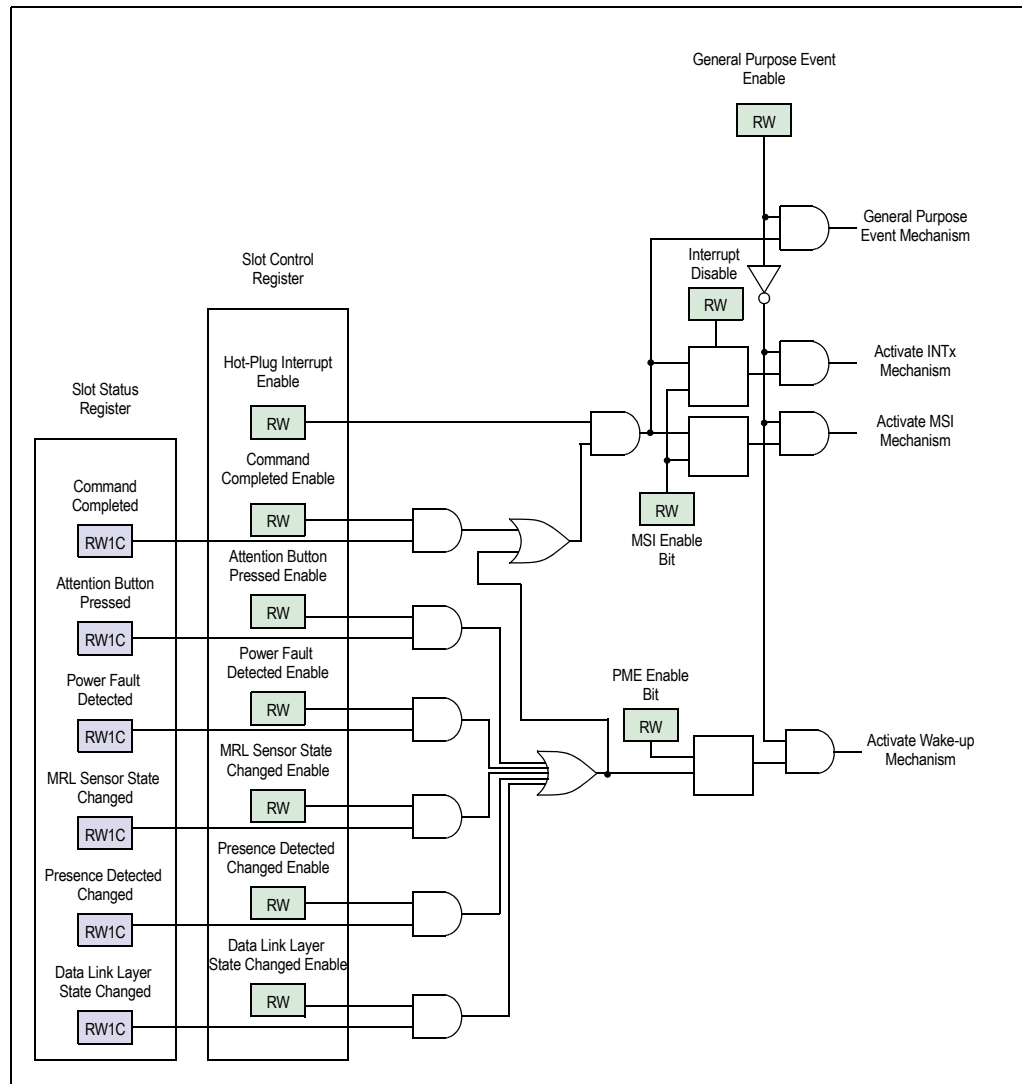 General Purpose Event
Enable
RW
General Purpose
Event Mechanism
Slot Control
Register
Interrupt
Disable
RW
Hot-Plug Interrupt
Enable
RW
Activate INTx
Mechanism
Slot Status
Register
Activate MSI
Mechanism
Command
Completed Enable
RW
Command
Completed
RW1C
RW
MSI Enable
Bit
Attention Button
Pressed Enable
RW
Attention Button
Pressed
RW1C
Power Fault
Detected Enable
RW
Power Fault
Detected
RW1C
PME Enable
Bit
RW
Activate Wake-up
Mechanism
MRL Sensor State
Changed Enable
RW
MRL Sensor State
Changed
RW1C
Presence Detected
Changed Enable
RW
Presence Detected
Changed
RW1C
Data Link Layer
State Changed Enable
RW
Data Link Layer
State Changed
RW1C